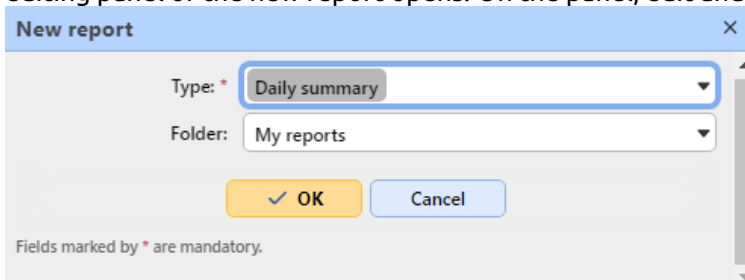 New report
Type: * Daily summary
Folder: My reports
OK Cancel
Fields marked by * are mandatory.